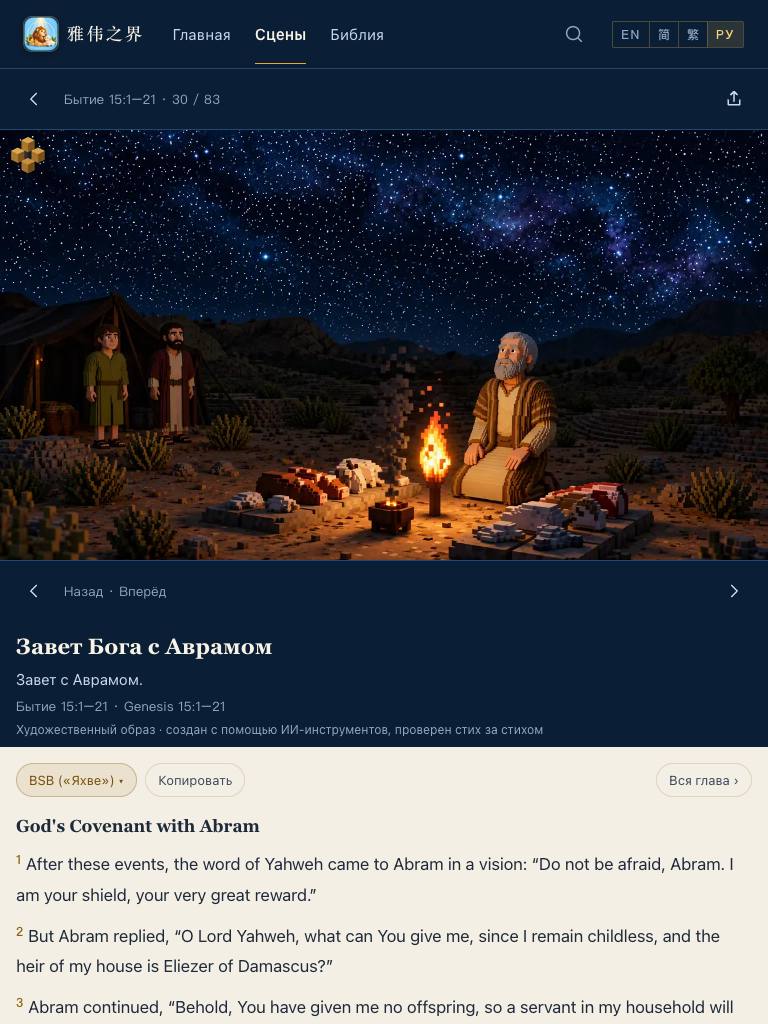 雅伟之界 Главная Сцены Библия EN 简 繁 РУ
Бытие 15:1—21 · 30 / 83
Назад · Вперёд
Завет Бога с Аврамом
Завет с Аврамом.
Бытие 15:1—21 · Genesis 15:1—21
Художественный образ · создан с помощью ИИ-инструментов, проверен стих за стихом
BSB («Яхве») ▾ Копировать Вся глава ›
God's Covenant with Abram
1 After these events, the word of Yahweh came to Abram in a vision: “Do not be afraid, Abram. I
am your shield, your very great reward.”
2 But Abram replied, “O Lord Yahweh, what can You give me, since I remain childless, and the
heir of my house is Eliezer of Damascus?”
3 Abram continued, “Behold, You have given me no offspring, so a servant in my household will